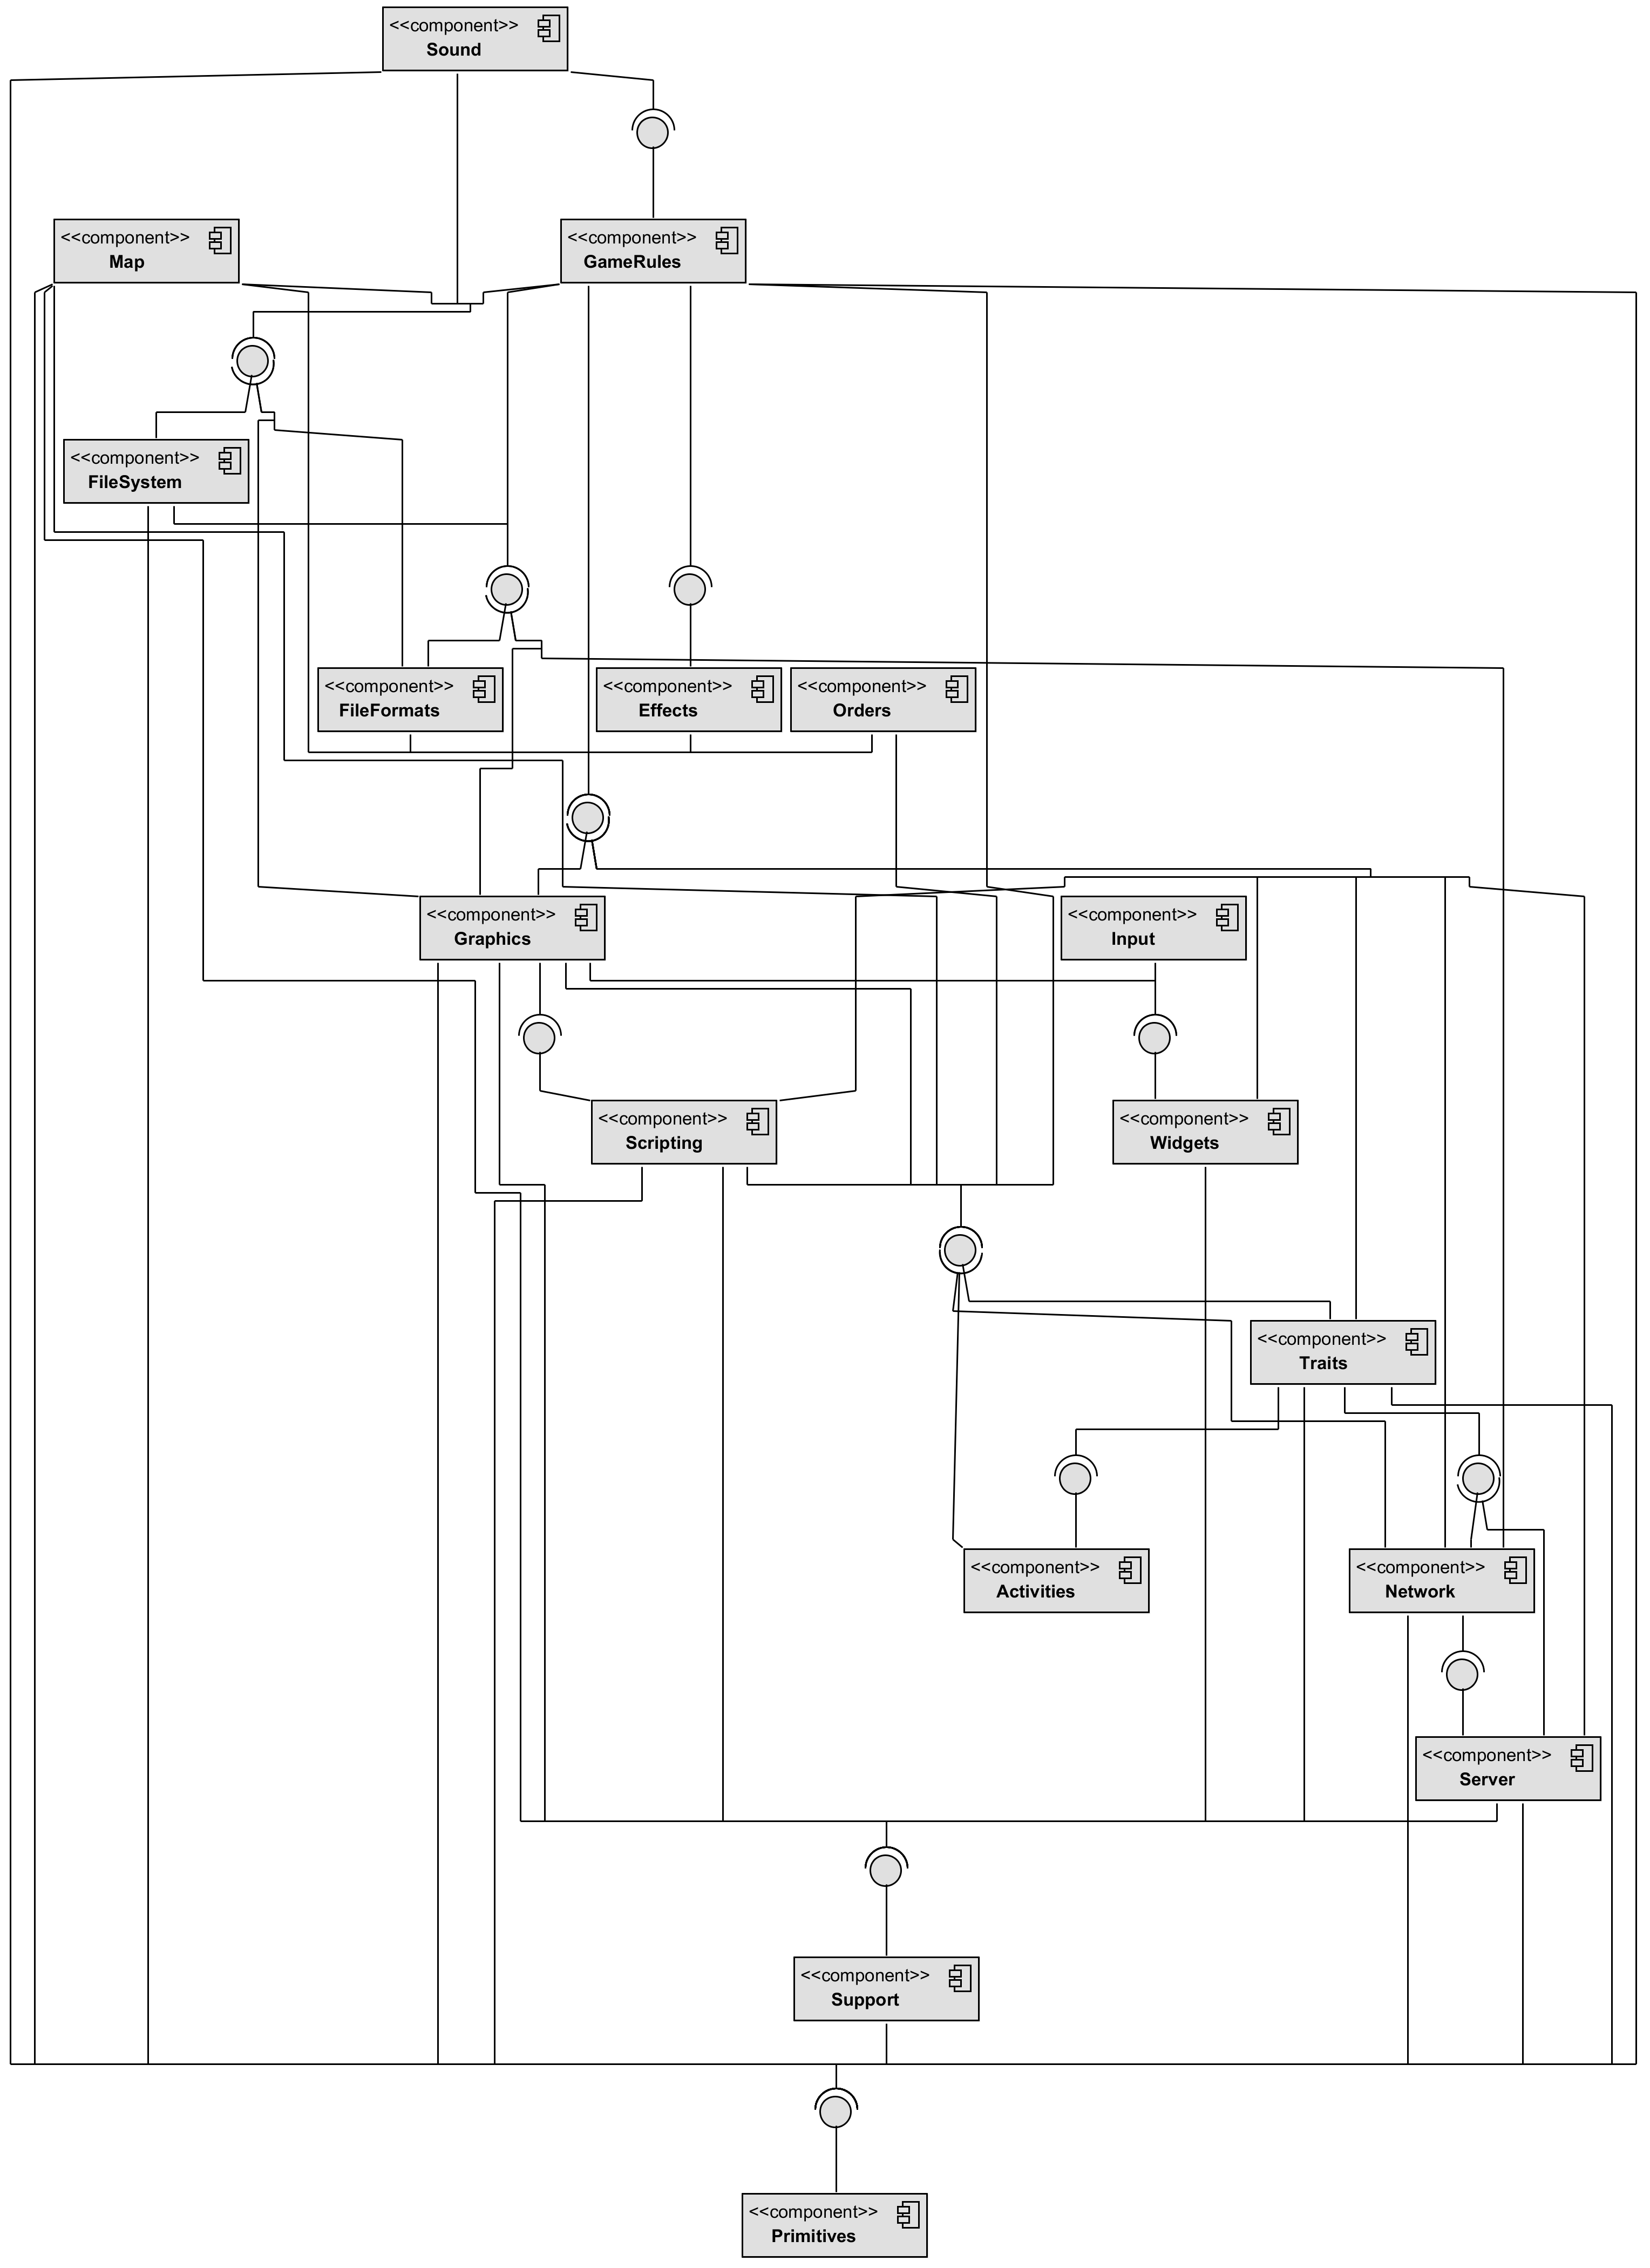 <<component>>
Sound
<<component>>
Map
<<component>>
GameRules
<<component>>
FileSystem
<<component>>
FileFormats
<<component>>
Effects
<<component>>
Orders
<<component>>
Graphics
<<component>>
Input
<<component>>
Scripting
<<component>>
Widgets
<<component>>
Traits
<<component>>
Activities
<<component>>
Network
<<component>>
Server
<<component>>
Support
<<component>>
Primitives